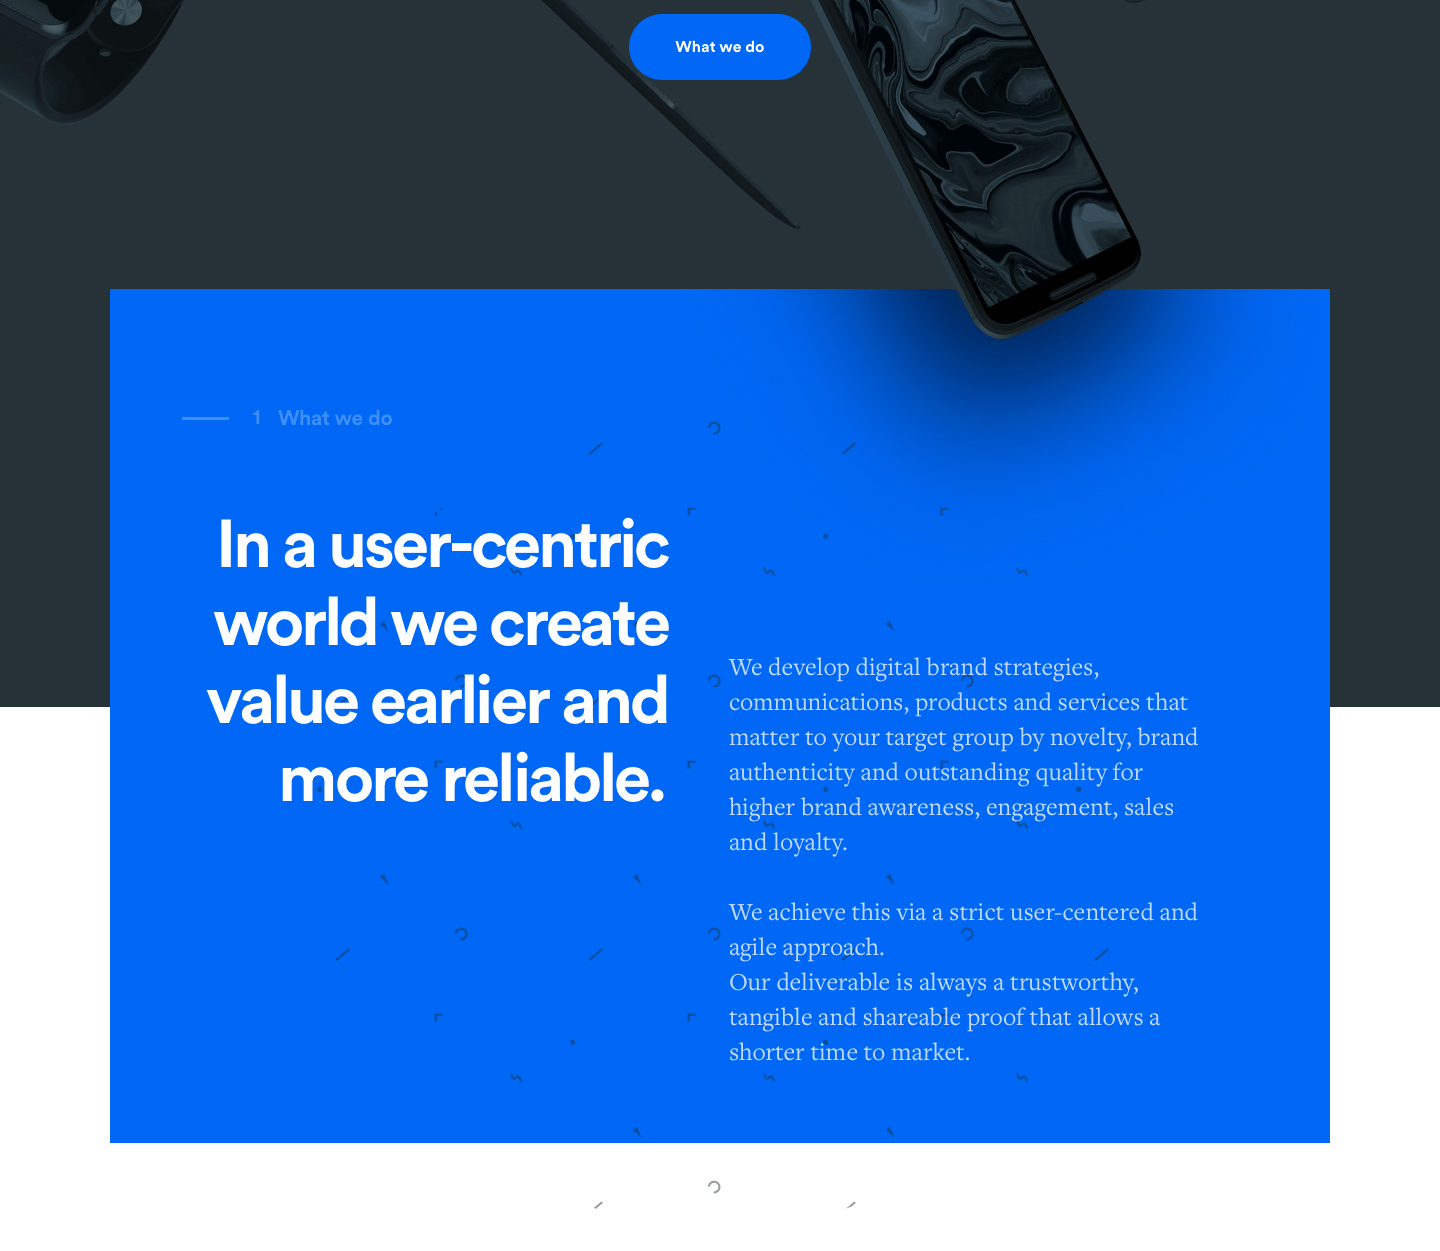 What we do
1 What we do
In a user-centric
world we create
value earlier and
more reliable.
We develop digital brand strategies,
communications, products and services that
matter to your target group by novelty, brand
authenticity and outstanding quality for
higher brand awareness, engagement, sales
and loyalty.
We achieve this via a strict user-centered and
agile approach.
Our deliverable is always a trustworthy,
tangible and shareable proof that allows a
shorter time to market.